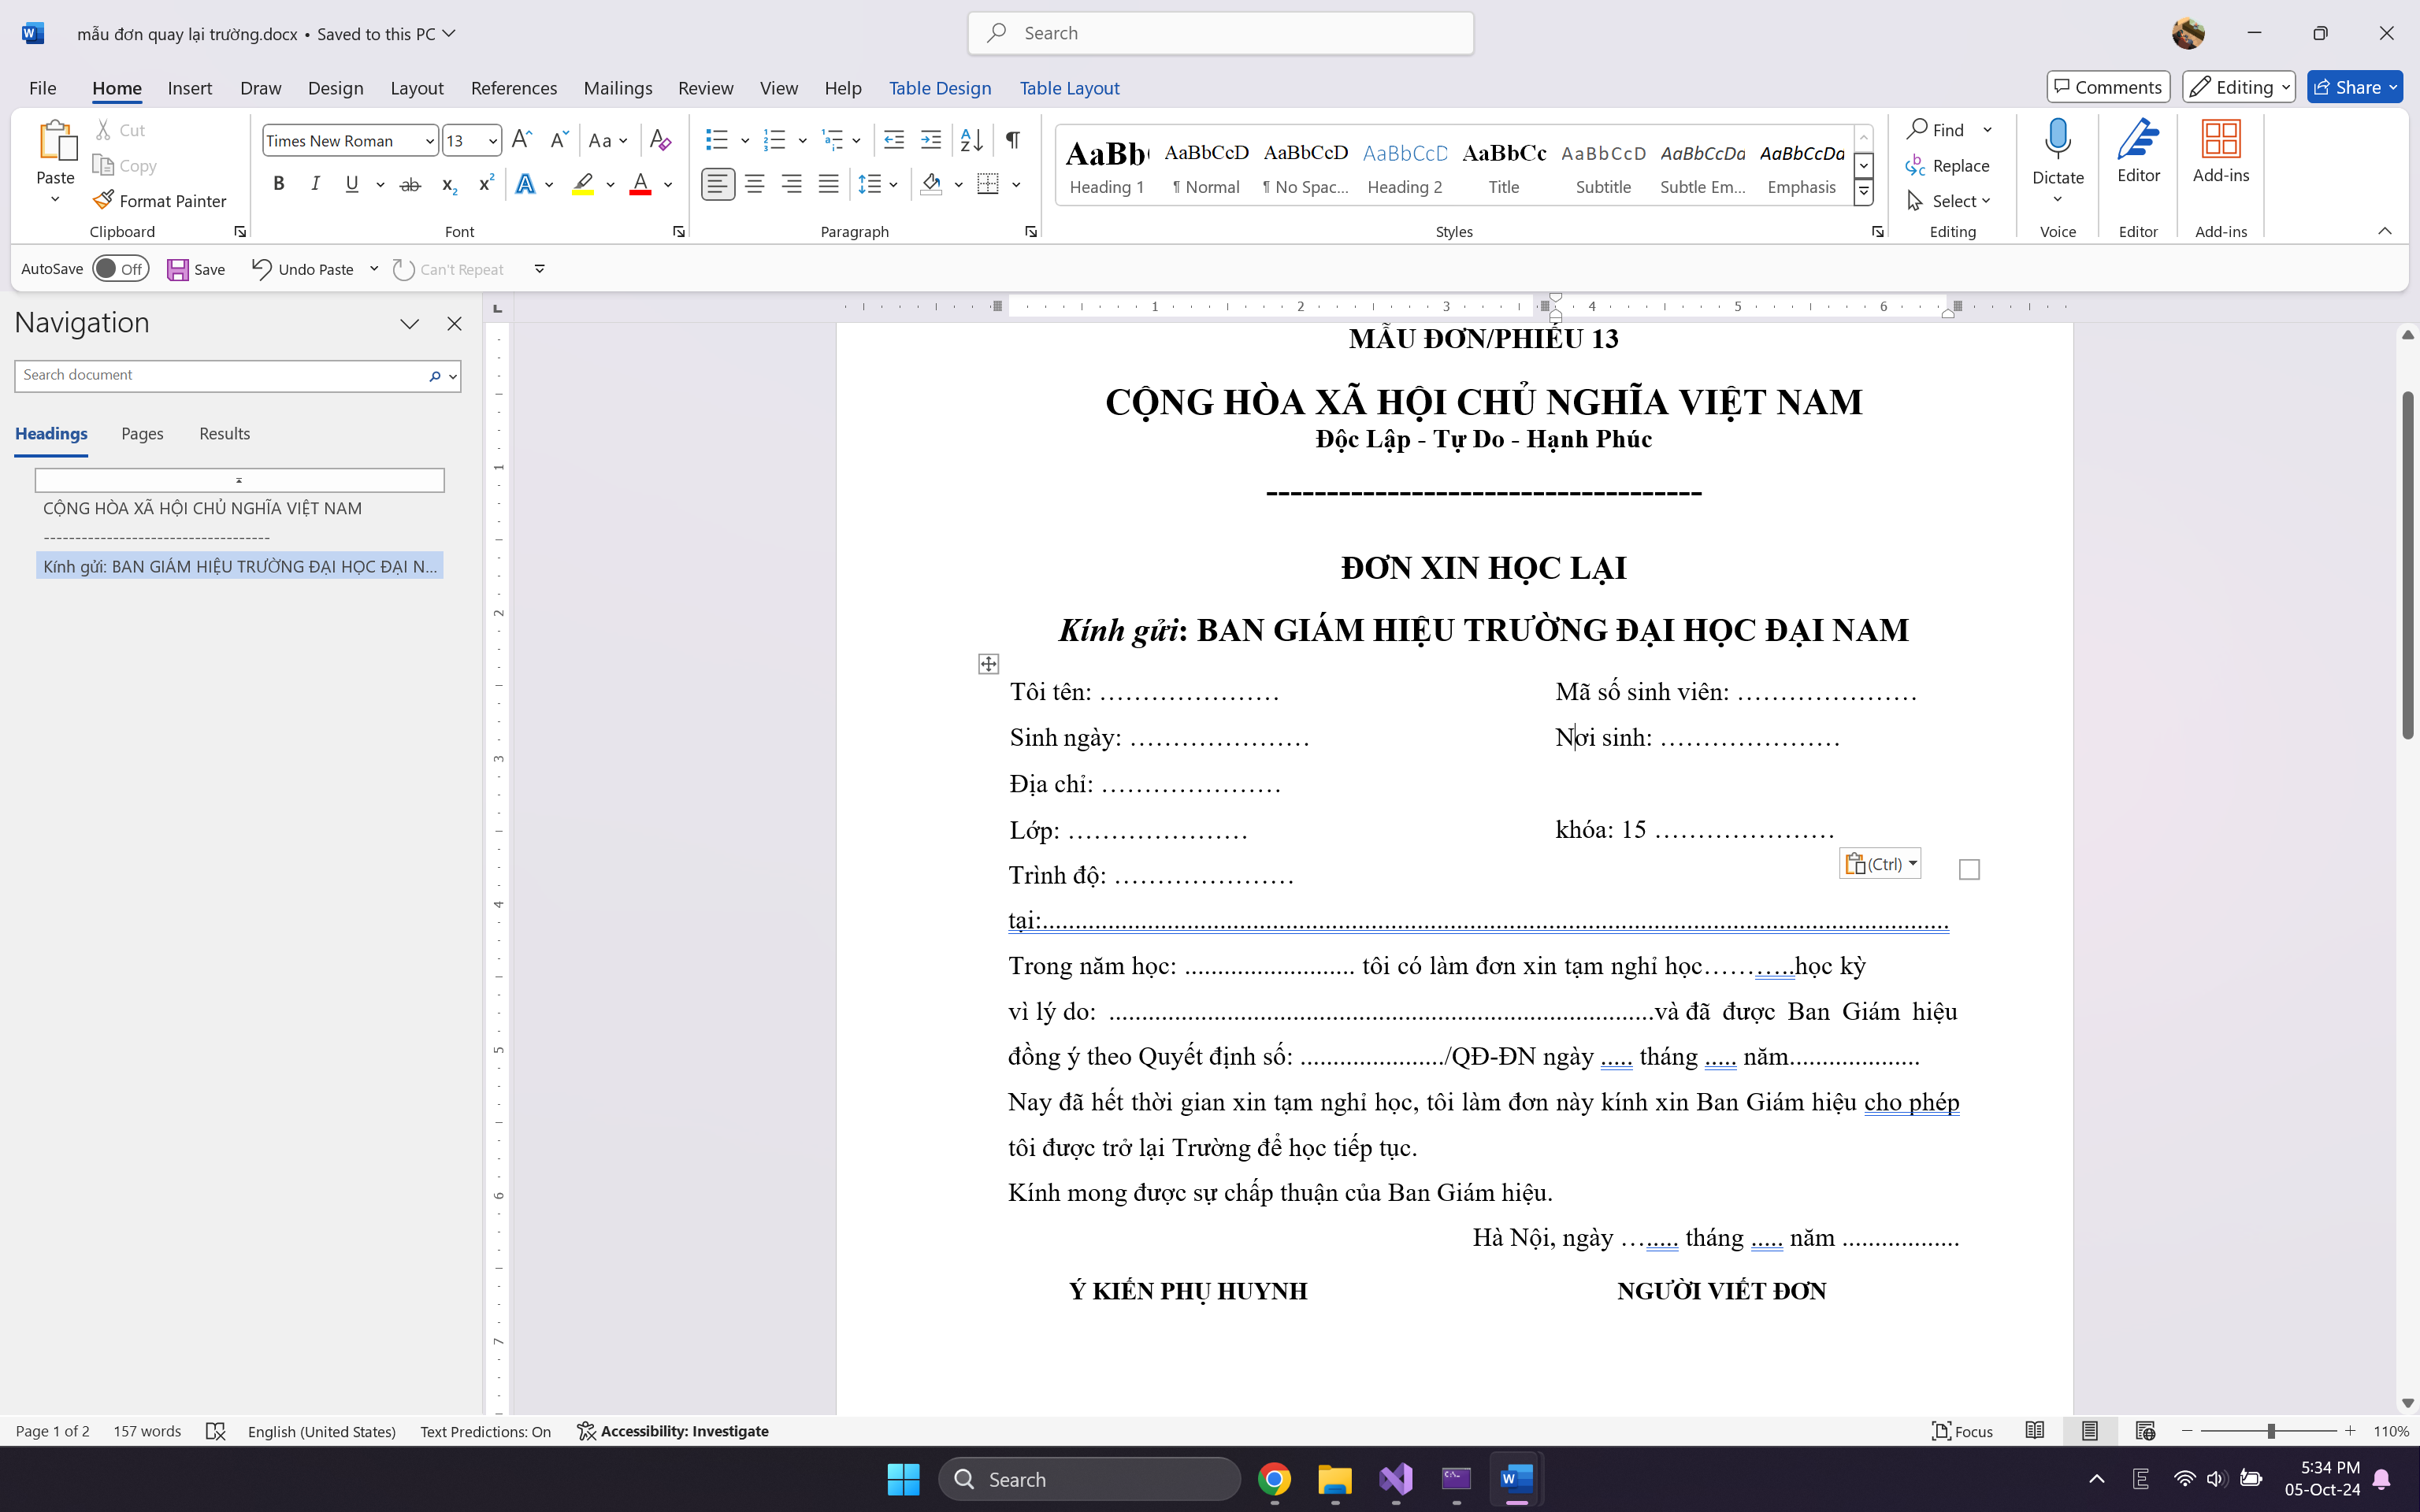 mẫu đơn quay lại trường.docx • Saved to this PC
Search
File Home Insert Draw Design Layout References Mailings Review View Help Table Design Table Layout
Comments Editing Share
Paste
Cut
Copy
Format Painter
Clipboard
Times New Roman 13
Font
Paragraph
AaBb( AaBbCcD AaBbCcD AaBbCcD AaBbCc AaBbCcD AaBbCcDa AaBbCcDa
Heading 1 ¶ Normal ¶ No Spac... Heading 2 Title Subtitle Subtle Em... Emphasis
Styles
Find
Replace
Select
Editing
Dictate
Voice
Editor
Editor
Add-ins
Add-ins
AutoSave Off Save Undo Paste Can't Repeat
Navigation
Search document
Headings Pages Results
CỘNG HÒA XÃ HỘI CHỦ NGHĨA VIỆT NAM
------------------------------------
Kính gửi: BAN GIÁM HIỆU TRƯỜNG ĐẠI HỌC ĐẠI N...
1 2 3 4 5 6
1
2
3
4
5
6
7
MẪU ĐƠN/PHIẾU 13
CỘNG HÒA XÃ HỘI CHỦ NGHĨA VIỆT NAM
Độc Lập - Tự Do - Hạnh Phúc
------------------------------------
ĐƠN XIN HỌC LẠI
Kính gửi: BAN GIÁM HIỆU TRƯỜNG ĐẠI HỌC ĐẠI NAM
Tôi tên: ………………… Mã số sinh viên: …………………
Sinh ngày: ………………… Nơi sinh: …………………
Địa chỉ: …………………
Lớp: ………………… khóa: 15 …………………
Trình độ: …………………
(Ctrl)
tại:..........................................................................................................................................
Trong năm học: .......................... tôi có làm đơn xin tạm nghỉ học………..học kỳ
vì lý do: ...................................................................................và đã được Ban Giám hiệu
đồng ý theo Quyết định số: ....................../QĐ-ĐN ngày ..... tháng ..... năm....................
Nay đã hết thời gian xin tạm nghỉ học, tôi làm đơn này kính xin Ban Giám hiệu cho phép
tôi được trở lại Trường để học tiếp tục.
Kính mong được sự chấp thuận của Ban Giám hiệu.
Hà Nội, ngày …..... tháng ..... năm ..................
Ý KIẾN PHỤ HUYNH NGƯỜI VIẾT ĐƠN
Page 1 of 2 157 words English (United States) Text Predictions: On Accessibility: Investigate Focus 110%
Search
5:34 PM
05-Oct-24